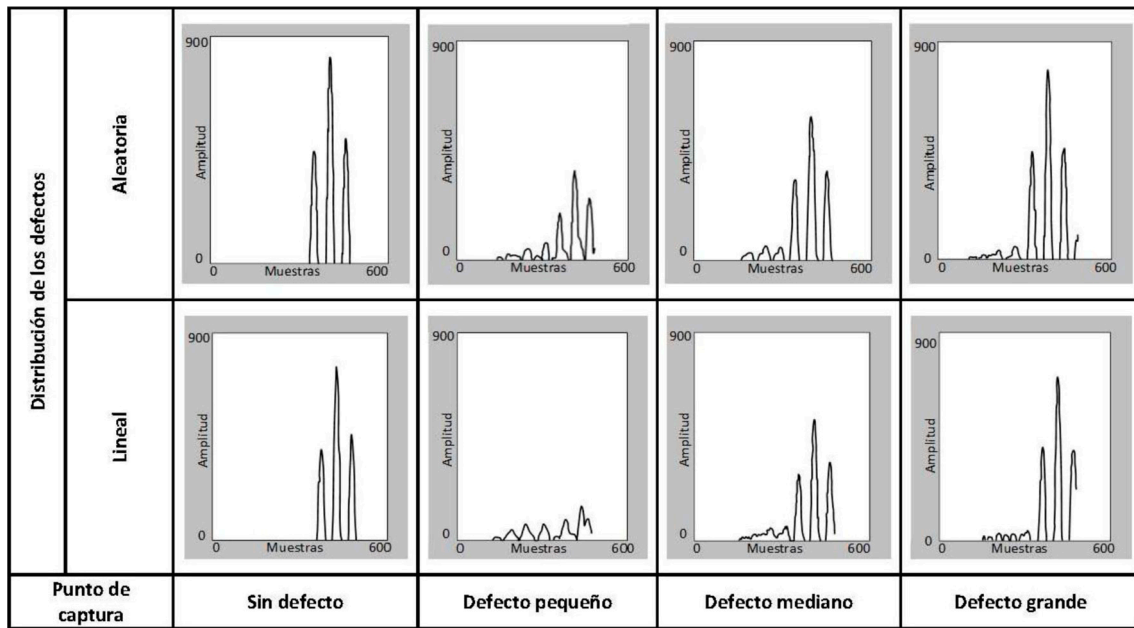 Distribución de los defectos
Aleatoria
900
Amplitud
0
0
Muestras
600
900
Amplitud
0
0
Muestras
600
900
Amplitud
0
0
Muestras
600
900
Amplitud
0
0
Muestras
600
Lineal
900
Amplitud
0
0
Muestras
600
900
Amplitud
0
0
Muestras
600
900
Amplitud
0
0
Muestras
600
900
Amplitud
0
0
Muestras
600
Punto de
captura
Sin defecto
Defecto pequeño
Defecto mediano
Defecto grande